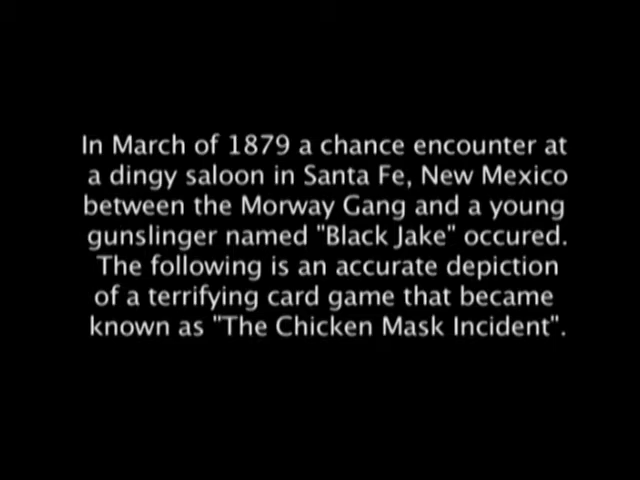 In March of 1879 a chance encounter at
a dingy saloon in Santa Fe, New Mexico
between the Morway Gang and a young
gunslinger named "Black Jake" occured.
The following is an accurate depiction
of a terrifying card game that became
known as "The Chicken Mask Incident".